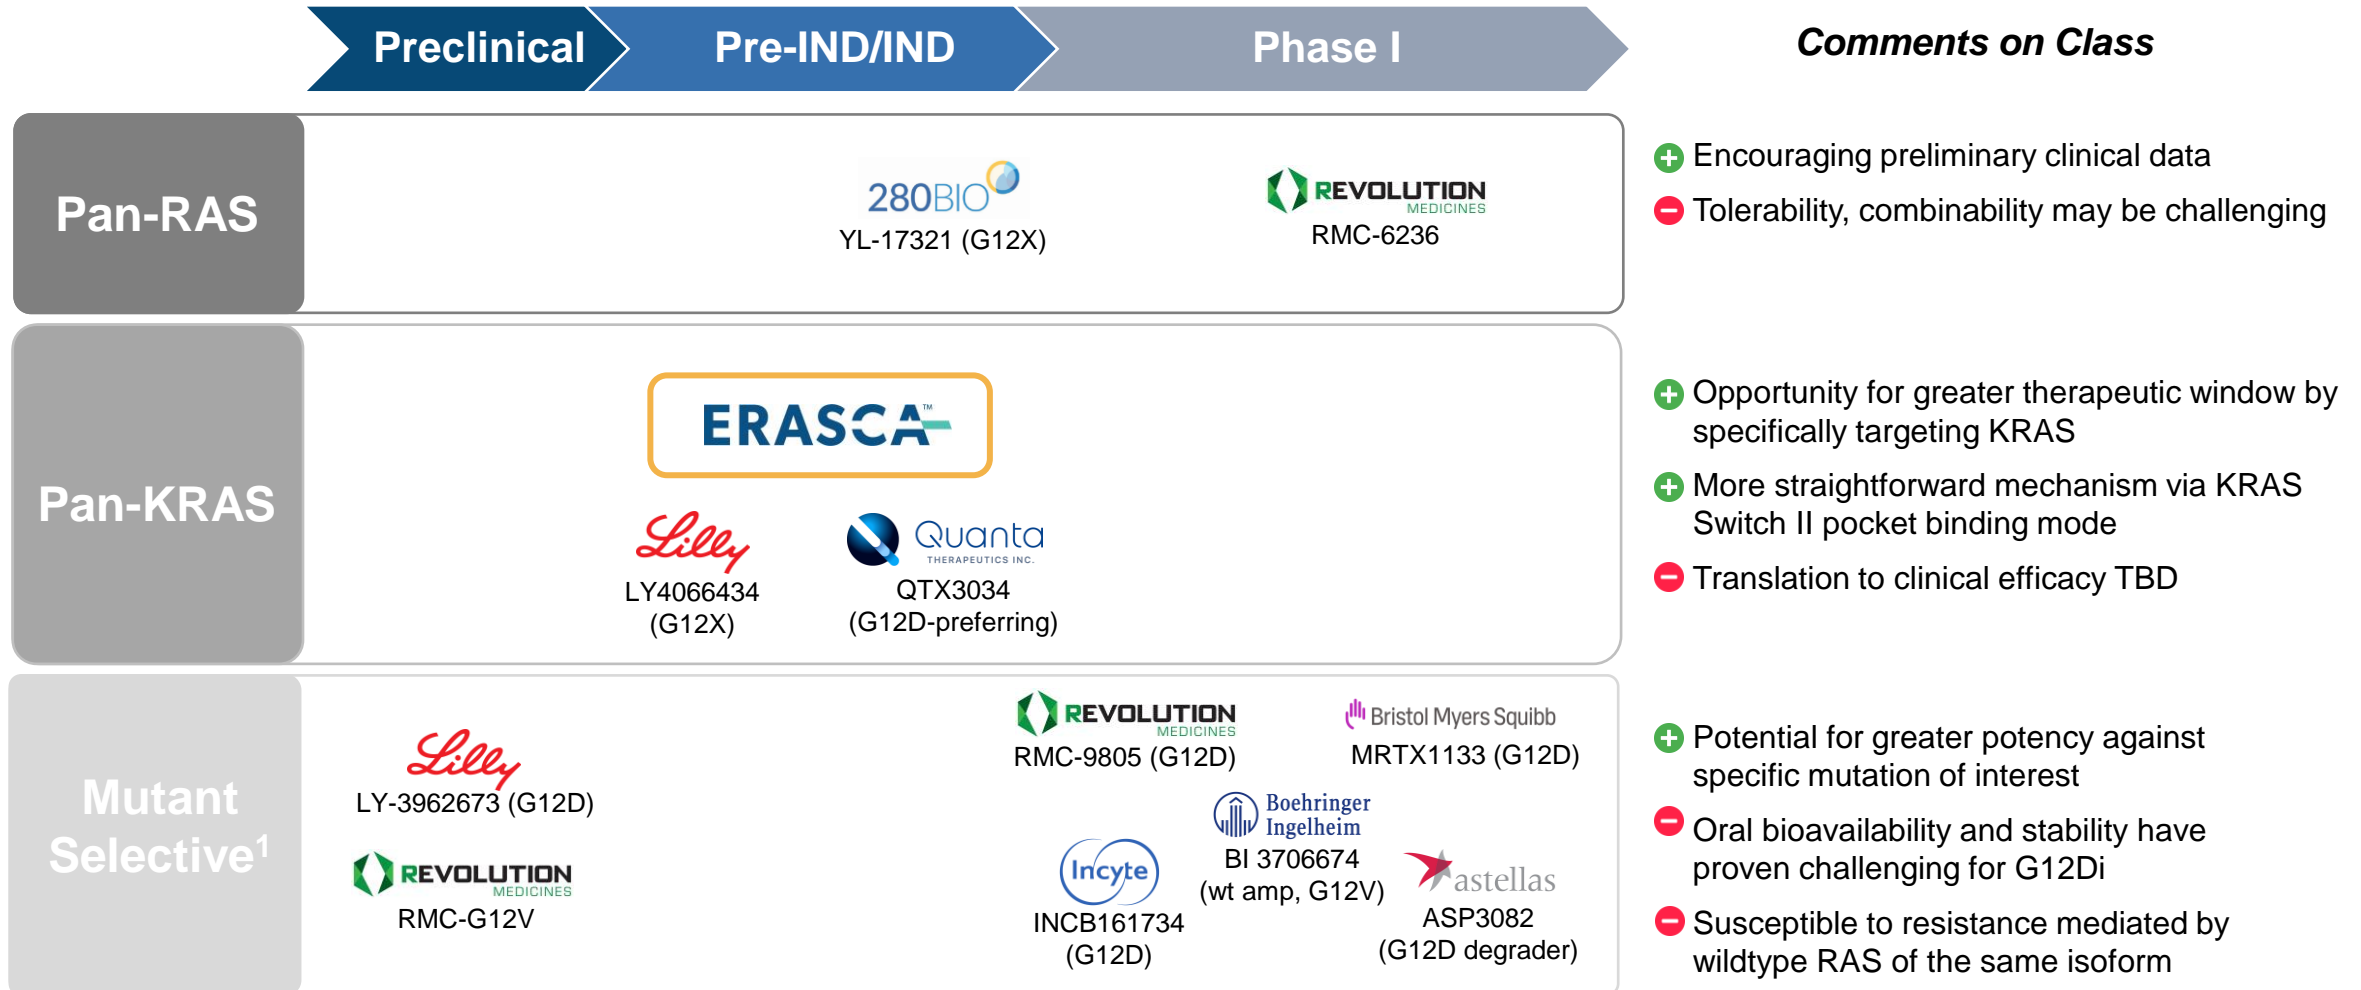 Preclinical
Pre-IND/IND
Phase I
Comments on Class
Pan-RAS
280BIO
YL-17321 (G12X)
REVOLUTION
MEDICINES
RMC-6236
Encouraging preliminary clinical data
Tolerability, combinability may be challenging
Pan-KRAS
ERASCA™
Lilly
LY4066434
(G12X)
Quanta
THERAPEUTICS INC.
QTX3034
(G12D-preferring)
Opportunity for greater therapeutic window by
specifically targeting KRAS
More straightforward mechanism via KRAS
Switch II pocket binding mode
Translation to clinical efficacy TBD
Mutant
Selective¹
Lilly
LY-3962673 (G12D)
REVOLUTION
MEDICINES
RMC-G12V
REVOLUTION
MEDICINES
RMC-9805 (G12D)
Bristol Myers Squibb
MRTX1133 (G12D)
Boehringer
Ingelheim
BI 3706674
(wt amp, G12V)
Incyte
INCB161734
(G12D)
astellas
ASP3082
(G12D degrader)
Potential for greater potency against
specific mutation of interest
Oral bioavailability and stability have
proven challenging for G12Di
Susceptible to resistance mediated by
wildtype RAS of the same isoform